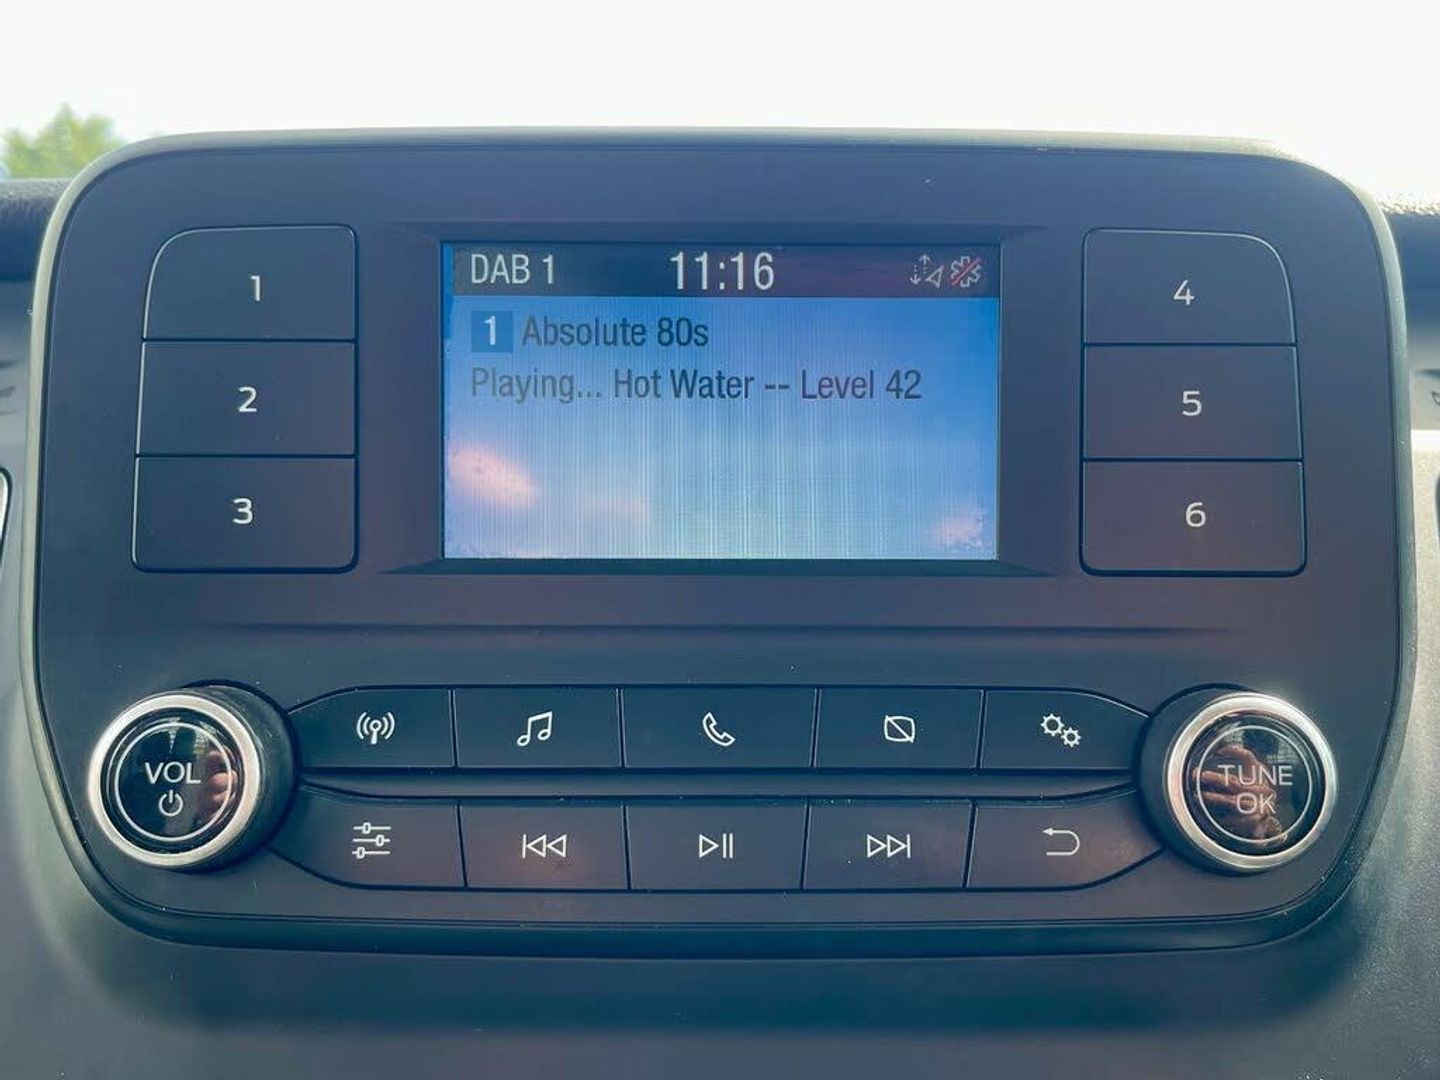 DAB 1 11:16
1 Absolute 80s
Playing... Hot Water -- Level 42
1
2
3
4
5
6
VOL
TUNE
OK